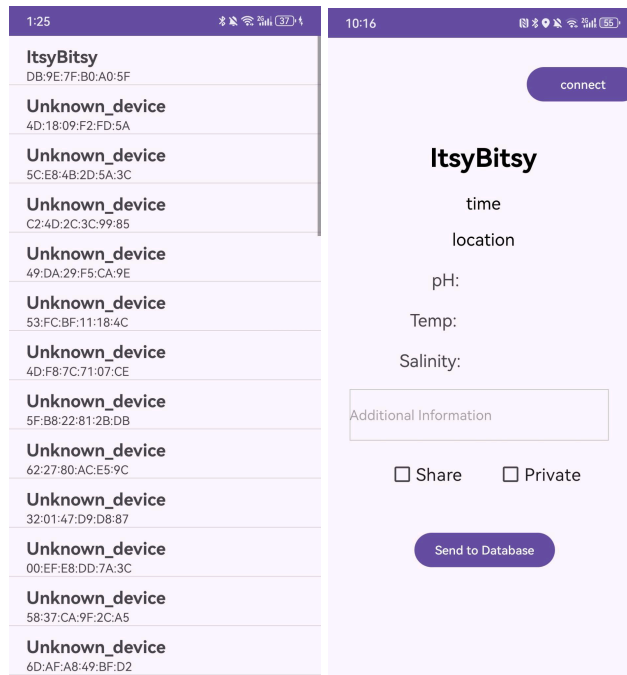 1:25
37
ItsyBitsy
DB:9E:7F:B0:A0:5F
Unknown_device
4D:18:09:F2:FD:5A
Unknown_device
5C:E8:4B:2D:5A:3C
Unknown_device
C2:4D:2C:3C:99:85
Unknown_device
49:DA:29:F5:CA:9E
Unknown_device
53:FC:BF:11:18:4C
Unknown_device
4D:F8:7C:71:07:CE
Unknown_device
5F:B8:22:81:2B:DB
Unknown_device
62:27:80:AC:E5:9C
Unknown_device
32:01:47:D9:D8:87
Unknown_device
00:EF:E8:DD:7A:3C
Unknown_device
58:37:CA:9F:2C:A5
Unknown_device
6D:AF:A8:49:BF:D2
10:16
55
connect
ItsyBitsy
time
location
pH:
Temp:
Salinity:
Additional Information
Share Private
Send to Database